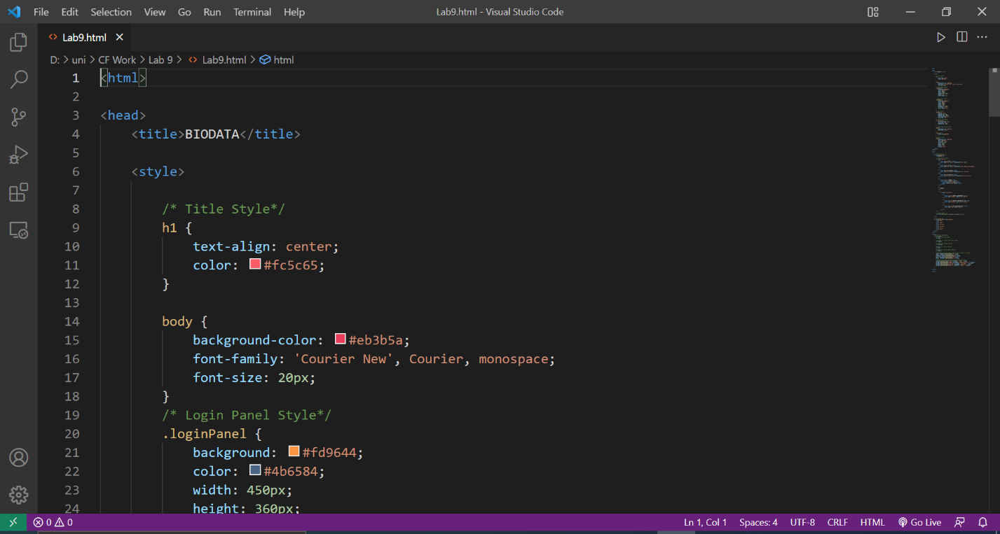 File Edit Selection View Go Run Terminal Help Lab9.html - Visual Studio Code
Lab9.html
D: > uni > CF Work > Lab 9 > Lab9.html > html
1 <html>
2
3 <head>
4 <title>BIODATA</title>
5
6 <style>
7
8 /* Title Style*/
9 h1 {
10 text-align: center;
11 color: #fc5c65;
12 }
13
14 body {
15 background-color: #eb3b5a;
16 font-family: 'Courier New', Courier, monospace;
17 font-size: 20px;
18 }
19 /* Login Panel Style*/
20 .loginPanel {
21 background: #fd9644;
22 color: #4b6584;
23 width: 450px;
24 height: 360px;
0 0 Ln 1, Col 1 Spaces: 4 UTF-8 CRLF HTML Go Live